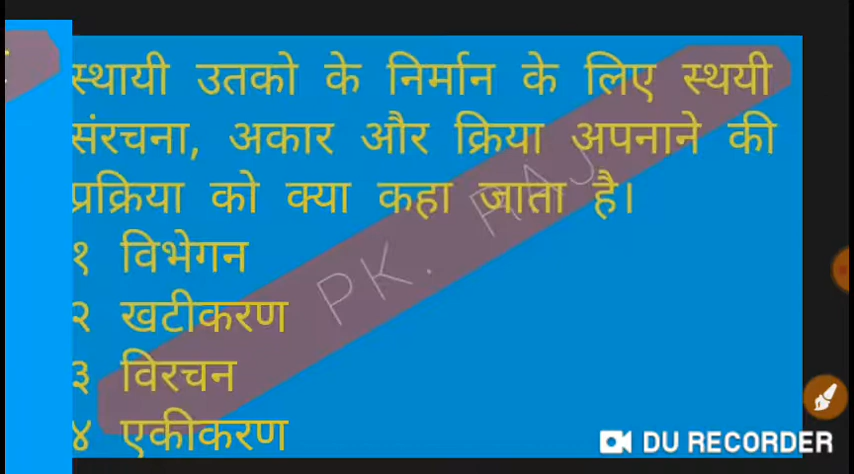 स्थायी उतको के निर्मान के लिए स्थयी
संरचना, अकार और क्रिया अपनाने की
प्रक्रिया को क्या कहा जाता है।
१ विभेगन
२ खटीकरण
३ विरचन
४ एकीकरण
PK. RAJ
DU RECORDER